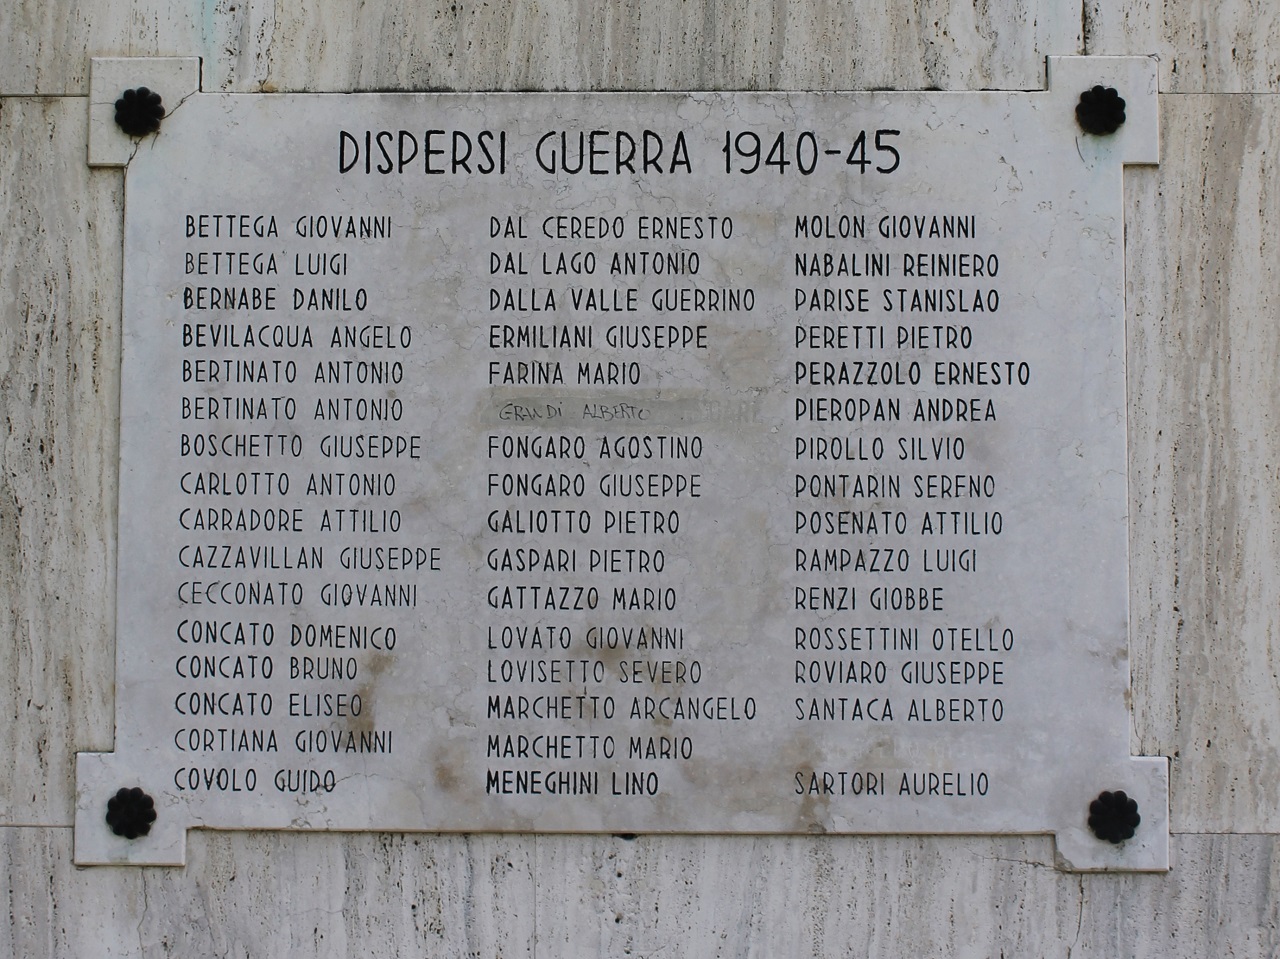 DISPERSI GUERRA 1940-45
BETTEGA GIOVANNI
BETTEGA LUIGI
BERNABE DANILO
BEVILACQUA ANGELO
BERTINATO ANTONIO
BERTINATO ANTONIO
BOSCHETTO GIUSEPPE
CARLOTTO ANTONIO
CARRADORE ATTILIO
CAZZAVILLAN GIUSEPPE
CECCONATO GIOVANNI
CONCATO DOMENICO
CONCATO BRUNO
CONCATO ELISEO
CORTIANA GIOVANNI
COVOLO GUIDO
DAL CEREDO ERNESTO
DAL LAGO ANTONIO
DALLA VALLE GUERRINO
ERMILIANI GIUSEPPE
FARINA MARIO
GRANDI ALBERTO
FONGARO AGOSTINO
FONGARO GIUSEPPE
GALIOTTO PIETRO
GASPARI PIETRO
GATTAZZO MARIO
LOVATO GIOVANNI
LOVISETTO SEVERO
MARCHETTO ARCANGELO
MARCHETTO MARIO
MENEGHINI LINO
MOLON GIOVANNI
NABALINI REINIERO
PARISE STANISLAO
PERETTI PIETRO
PERAZZOLO ERNESTO
PIEROPAN ANDREA
PIROLLO SILVIO
PONTARIN SERENO
POSENATO ATTILIO
RAMPAZZO LUIGI
RENZI GIOBBE
ROSSETTINI OTELLO
ROVIARO GIUSEPPE
SANTACA ALBERTO
SARTORI AURELIO